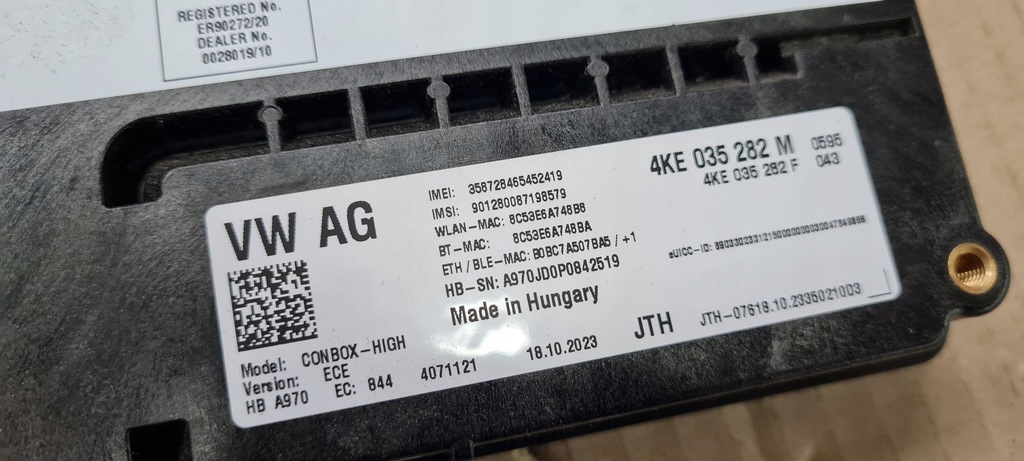 REGISTERED No.
ER90272/20
DEALER No.
0028019/10
VW AG
IMEI: 358728465452419
IMSI: 901280087198579
WLAN-MAC: 8C53E6A748B8
BT-MAC: 8C53E6A748BA
ETH / BLE-MAC: B0BC7A507BA5 / +1
HB-SN: A970JD0P0842519
Made in Hungary
4KE 035 282 M 0595
4KE 035 282 F 043
eUICC-ID:
Model: CONBOX-HIGH
Version: ECE
HB A970 EC: 844 4071121
18.10.2023
JTH
JTH-07618.10.2335021003